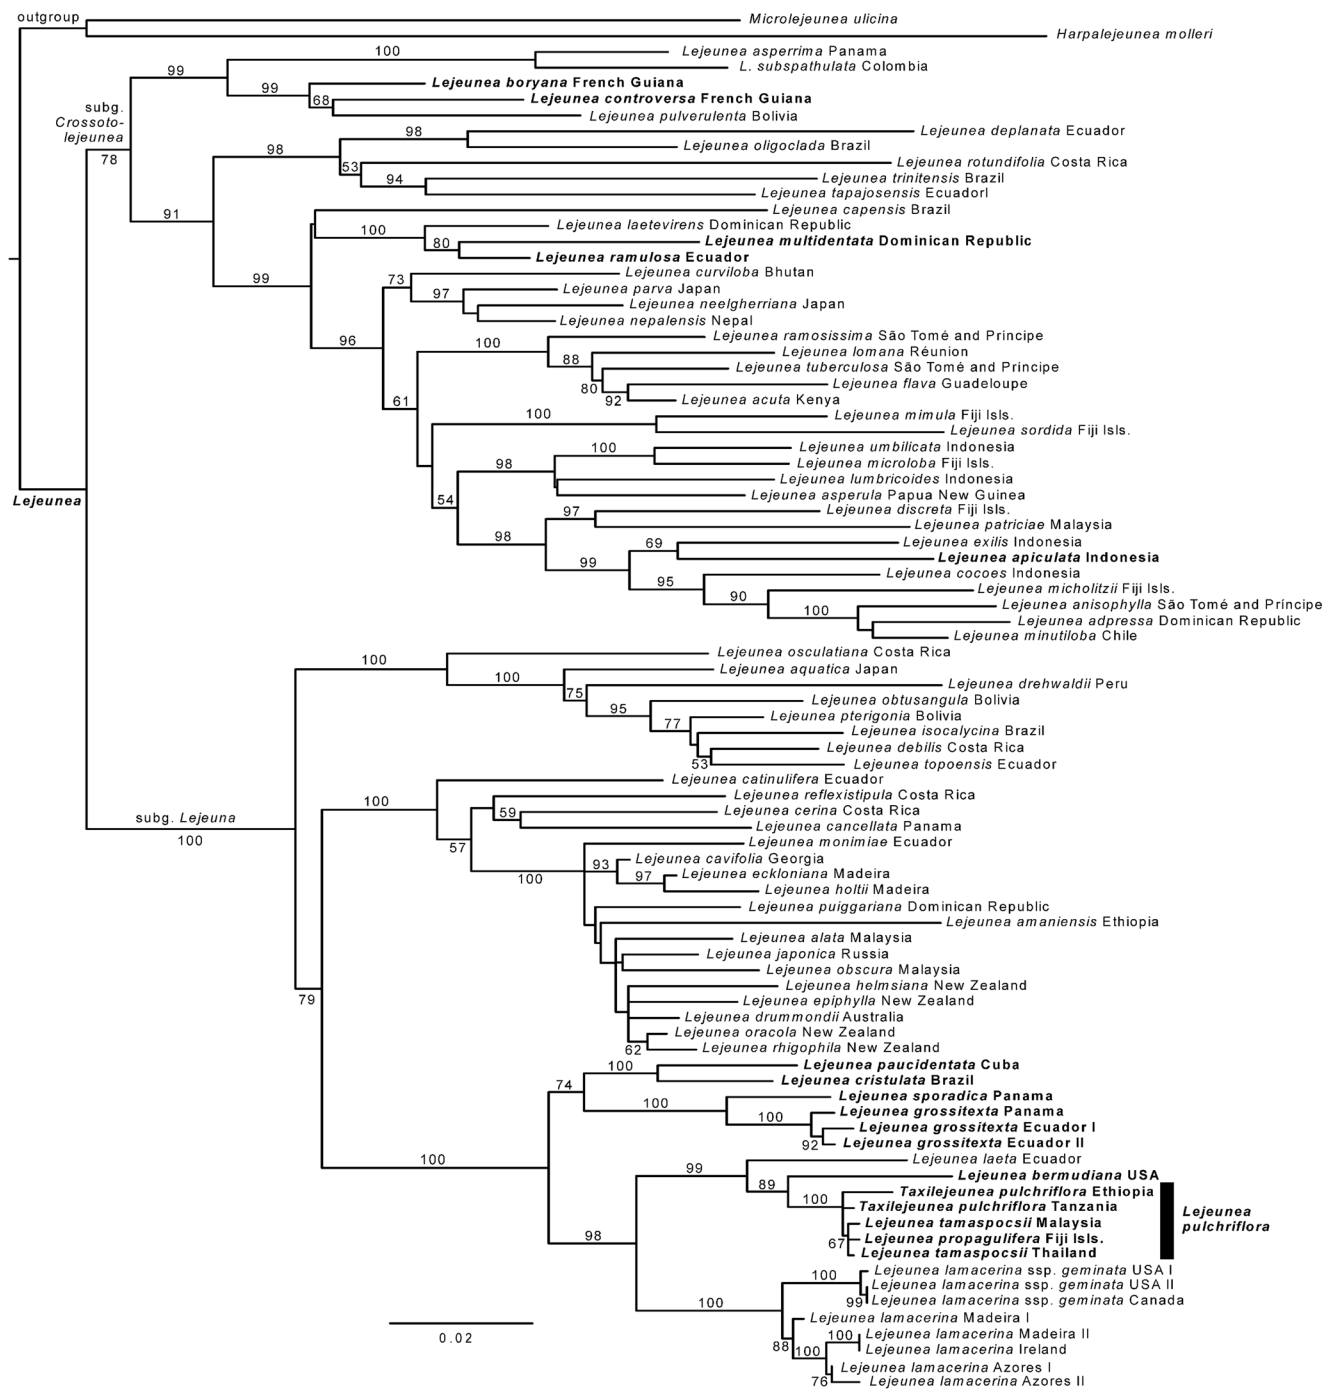 outgroup
Microlejeunea ulicina
Harpalejeunea molleri
100
Lejeunea asperrima Panama
L. subspathulata Colombia
99
99
Lejeunea boryana French Guiana
68
Lejeunea controversa French Guiana
Lejeunea pulverulenta Bolivia
subg.
Crossoto-
lejeunea
78
98
Lejeunea deplanata Ecuador
Lejeunea oligoclada Brazil
98
53
Lejeunea rotundifolia Costa Rica
94
Lejeunea trinitensis Brazil
Lejeunea tapajosensis Ecuadorl
91
Lejeunea capensis Brazil
100
Lejeunea laetevirens Dominican Republic
80
Lejeunea multidentata Dominican Republic
Lejeunea ramulosa Ecuador
99
73
Lejeunea curviloba Bhutan
97
Lejeunea parva Japan
Lejeunea neelgherriana Japan
Lejeunea nepalensis Nepal
96
100
Lejeunea ramosissima São Tomé and Príncipe
88
Lejeunea lomana Réunion
80
Lejeunea tuberculosa São Tomé and Príncipe
92
Lejeunea flava Guadeloupe
Lejeunea acuta Kenya
61
100
Lejeunea mimula Fiji Isls.
Lejeunea sordida Fiji Isls.
54
98
100
Lejeunea umbilicata Indonesia
Lejeunea microloba Fiji Isls.
Lejeunea lumbricoides Indonesia
Lejeunea asperula Papua New Guinea
98
97
Lejeunea discreta Fiji Isls.
Lejeunea patriciae Malaysia
99
69
Lejeunea exilis Indonesia
Lejeunea apiculata Indonesia
95
Lejeunea cocoes Indonesia
90
Lejeunea micholitzii Fiji Isls.
100
Lejeunea anisophylla São Tomé and Príncipe
Lejeunea adpressa Dominican Republic
Lejeunea minutiloba Chile
Lejeunea
100
Lejeunea osculatiana Costa Rica
100
Lejeunea aquatica Japan
75
Lejeunea drehwaldii Peru
95
Lejeunea obtusangula Bolivia
77
Lejeunea pterigonia Bolivia
Lejeunea isocalycina Brazil
53
Lejeunea debilis Costa Rica
Lejeunea topoensis Ecuador
subg. Lejeuna
100
100
Lejeunea catinulifera Ecuador
57
Lejeunea reflexistipula Costa Rica
59
Lejeunea cerina Costa Rica
Lejeunea cancellata Panama
100
Lejeunea monimiae Ecuador
93
Lejeunea cavifolia Georgia
97
Lejeunea eckloniana Madeira
Lejeunea holtii Madeira
Lejeunea puiggariana Dominican Republic
Lejeunea amaniensis Ethiopia
Lejeunea alata Malaysia
Lejeunea japonica Russia
Lejeunea obscura Malaysia
Lejeunea helmsiana New Zealand
Lejeunea epiphylla New Zealand
Lejeunea drummondii Australia
62
Lejeunea oracola New Zealand
Lejeunea rhigophila New Zealand
79
100
74
100
Lejeunea paucidentata Cuba
Lejeunea cristulata Brazil
100
Lejeunea sporadica Panama
100
Lejeunea grossitexta Panama
92
Lejeunea grossitexta Ecuador I
Lejeunea grossitexta Ecuador II
98
99
Lejeunea laeta Ecuador
89
Lejeunea bermudiana USA
100
Taxilejeunea pulchriflora Ethiopia
Taxilejeunea pulchriflora Tanzania
67
Lejeunea tamaspocsii Malaysia
Lejeunea propagulifera Fiji Isls.
Lejeunea tamaspocsii Thailand
Lejeunea
pulchriflora
100
100
Lejeunea lamacerina ssp. geminata USA I
99
Lejeunea lamacerina ssp. geminata USA II
Lejeunea lamacerina ssp. geminata Canada
88
Lejeunea lamacerina Madeira I
100
100
Lejeunea lamacerina Madeira II
Lejeunea lamacerina Ireland
76
Lejeunea lamacerina Azores I
Lejeunea lamacerina Azores II
0.02